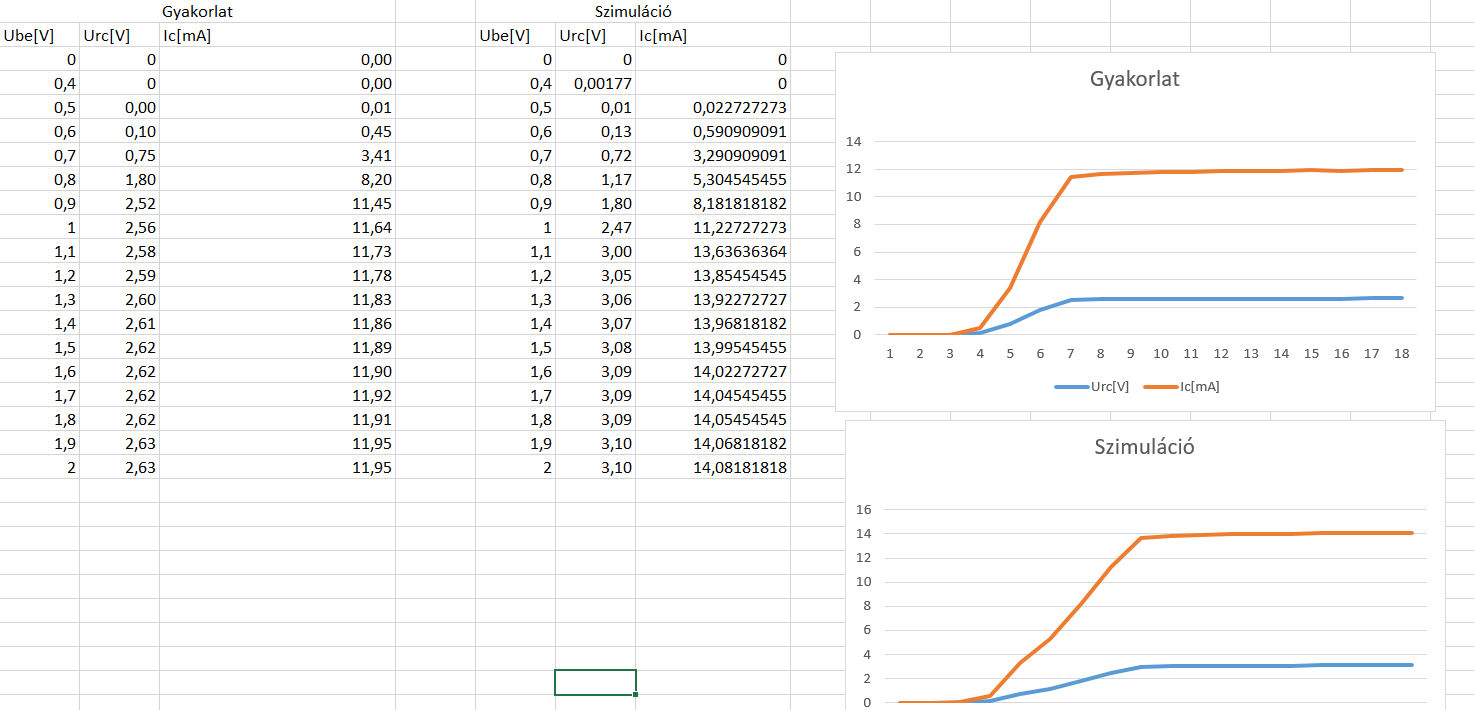 Gyakorlat Szimuláció
Ube[V] Urc[V] Ic[mA] Ube[V] Urc[V] Ic[mA]
0 0 0,00 0 0 0
0,4 0 0,00 0,4 0,00177 0
0,5 0,00 0,01 0,5 0,01 0,022727273
0,6 0,10 0,45 0,6 0,13 0,590909091
0,7 0,75 3,41 0,7 0,72 3,290909091
0,8 1,80 8,20 0,8 1,17 5,304545455
0,9 2,52 11,45 0,9 1,80 8,181818182
1 2,56 11,64 1 2,47 11,22727273
1,1 2,58 11,73 1,1 3,00 13,63636364
1,2 2,59 11,78 1,2 3,05 13,85454545
1,3 2,60 11,83 1,3 3,06 13,92272727
1,4 2,61 11,86 1,4 3,07 13,96818182
1,5 2,62 11,89 1,5 3,08 13,99545455
1,6 2,62 11,90 1,6 3,09 14,02272727
1,7 2,62 11,92 1,7 3,09 14,04545455
1,8 2,62 11,91 1,8 3,09 14,05454545
1,9 2,63 11,95 1,9 3,10 14,06818182
2 2,63 11,95 2 3,10 14,08181818
Gyakorlat
14
12
10
8
6
4
2
0
1 2 3 4 5 6 7 8 9 10 11 12 13 14 15 16 17 18
Urc[V] Ic[mA]
Szimuláció
16
14
12
10
8
6
4
2
0